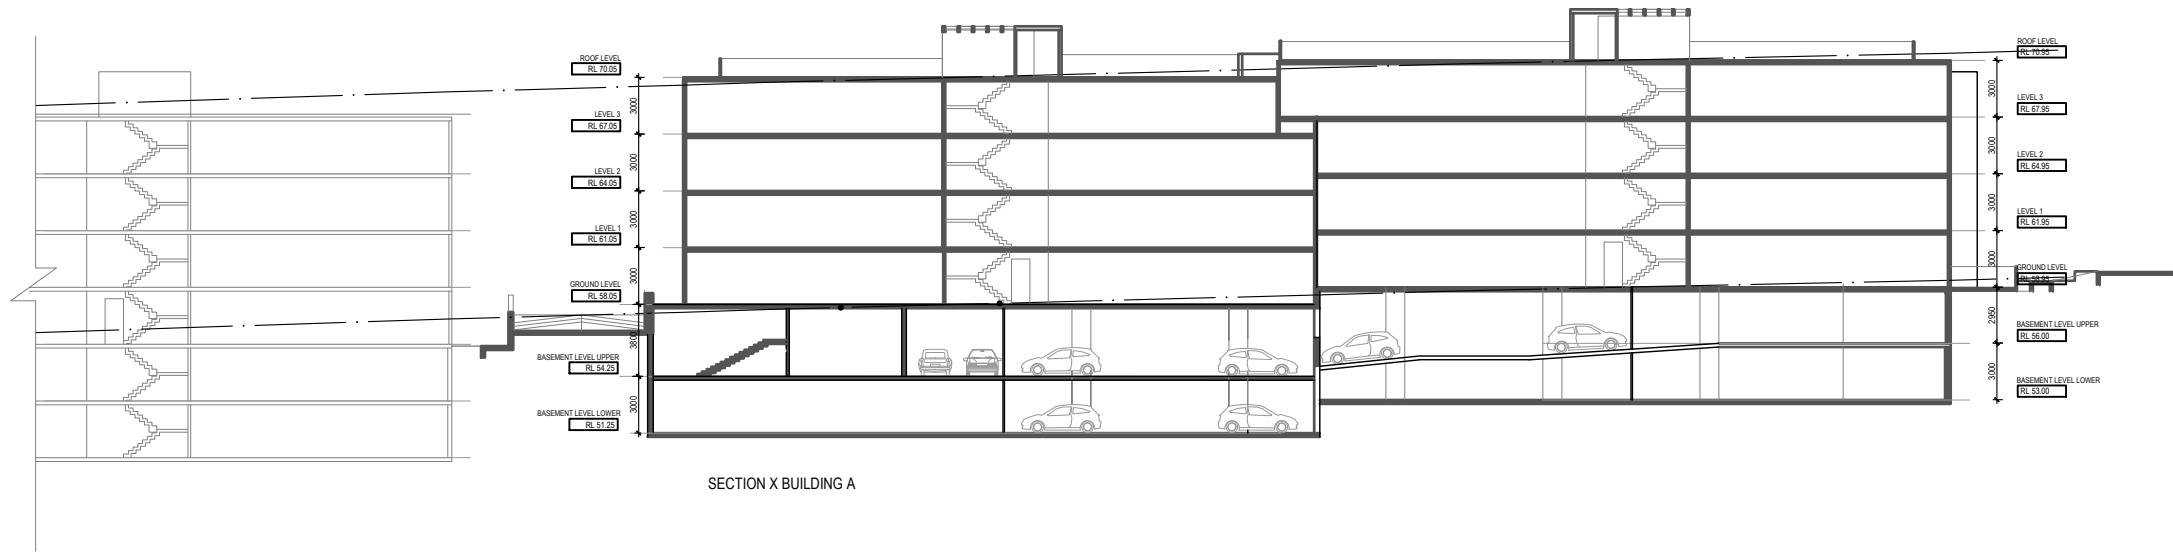 ROOF LEVEL
RL 70.05
3000
LEVEL 3
RL 67.05
3000
LEVEL 2
RL 64.05
3000
LEVEL 1
RL 61.05
3000
GROUND LEVEL
RL 58.05
3800
BASEMENT LEVEL UPPER
RL 54.25
3000
BASEMENT LEVEL LOWER
RL 51.25
ROOF LEVEL
RL 70.95
3000
LEVEL 3
RL 67.95
3000
LEVEL 2
RL 64.95
3000
LEVEL 1
RL 61.95
3000
GROUND LEVEL
RL 58.95
2950
BASEMENT LEVEL UPPER
RL 56.00
3000
BASEMENT LEVEL LOWER
RL 53.00
SECTION X BUILDING A